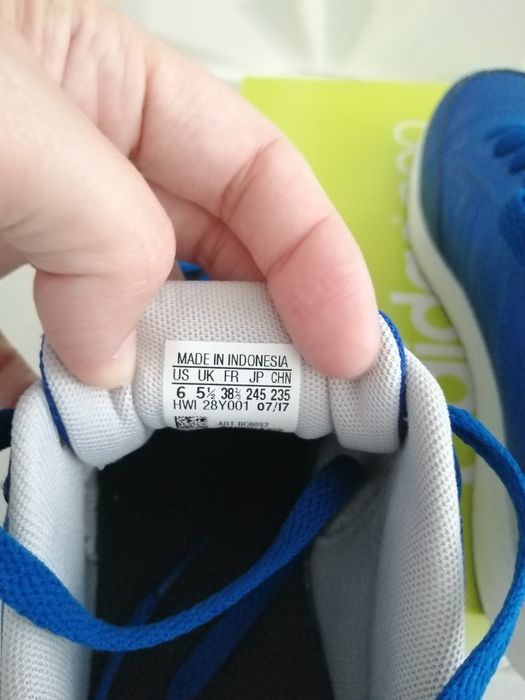 MADE IN INDONESIA
US UK FR JP CHN
6 5½ 38⅔ 245 235
HWI 28Y001 07/17
ART